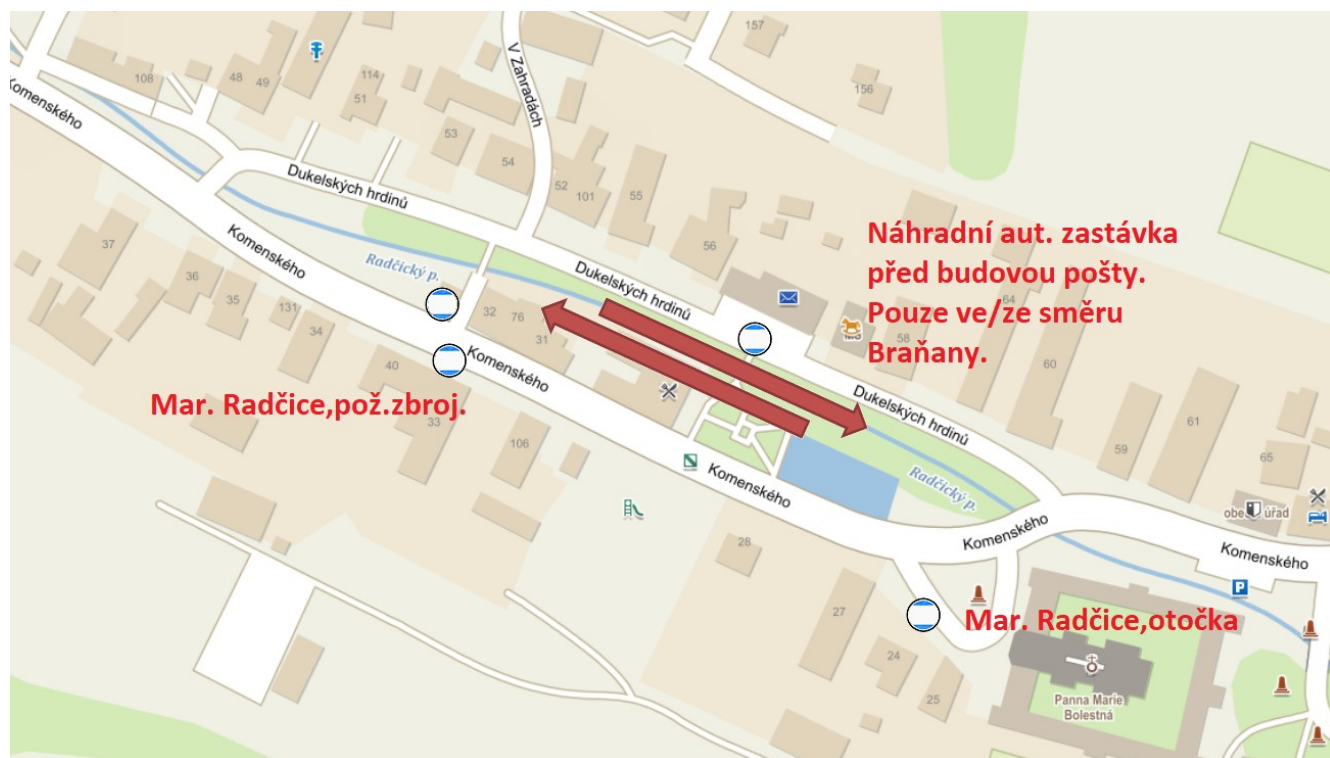 157
108
48
49
114
51
156
V Zahradách
Komenského
53
54
52
101
55
Dukelských hrdinů
56
37
Komenského
Radčický p.
Dukelských hrdinů
Náhradní aut. zastávka
před budovou pošty.
Pouze ve/ze směru
Braňany.
36
35
131
34
32
76
31
64
58
60
40
Komenského
Mar. Radčice,pož.zbroj.
33
106
Dukelských hrdinů
59
61
65
Komenského
Radčický p.
obe úřad
28
Komenského
Komenského
P
27
Mar. Radčice,otočka
24
25
Panna Marie
Bolestná